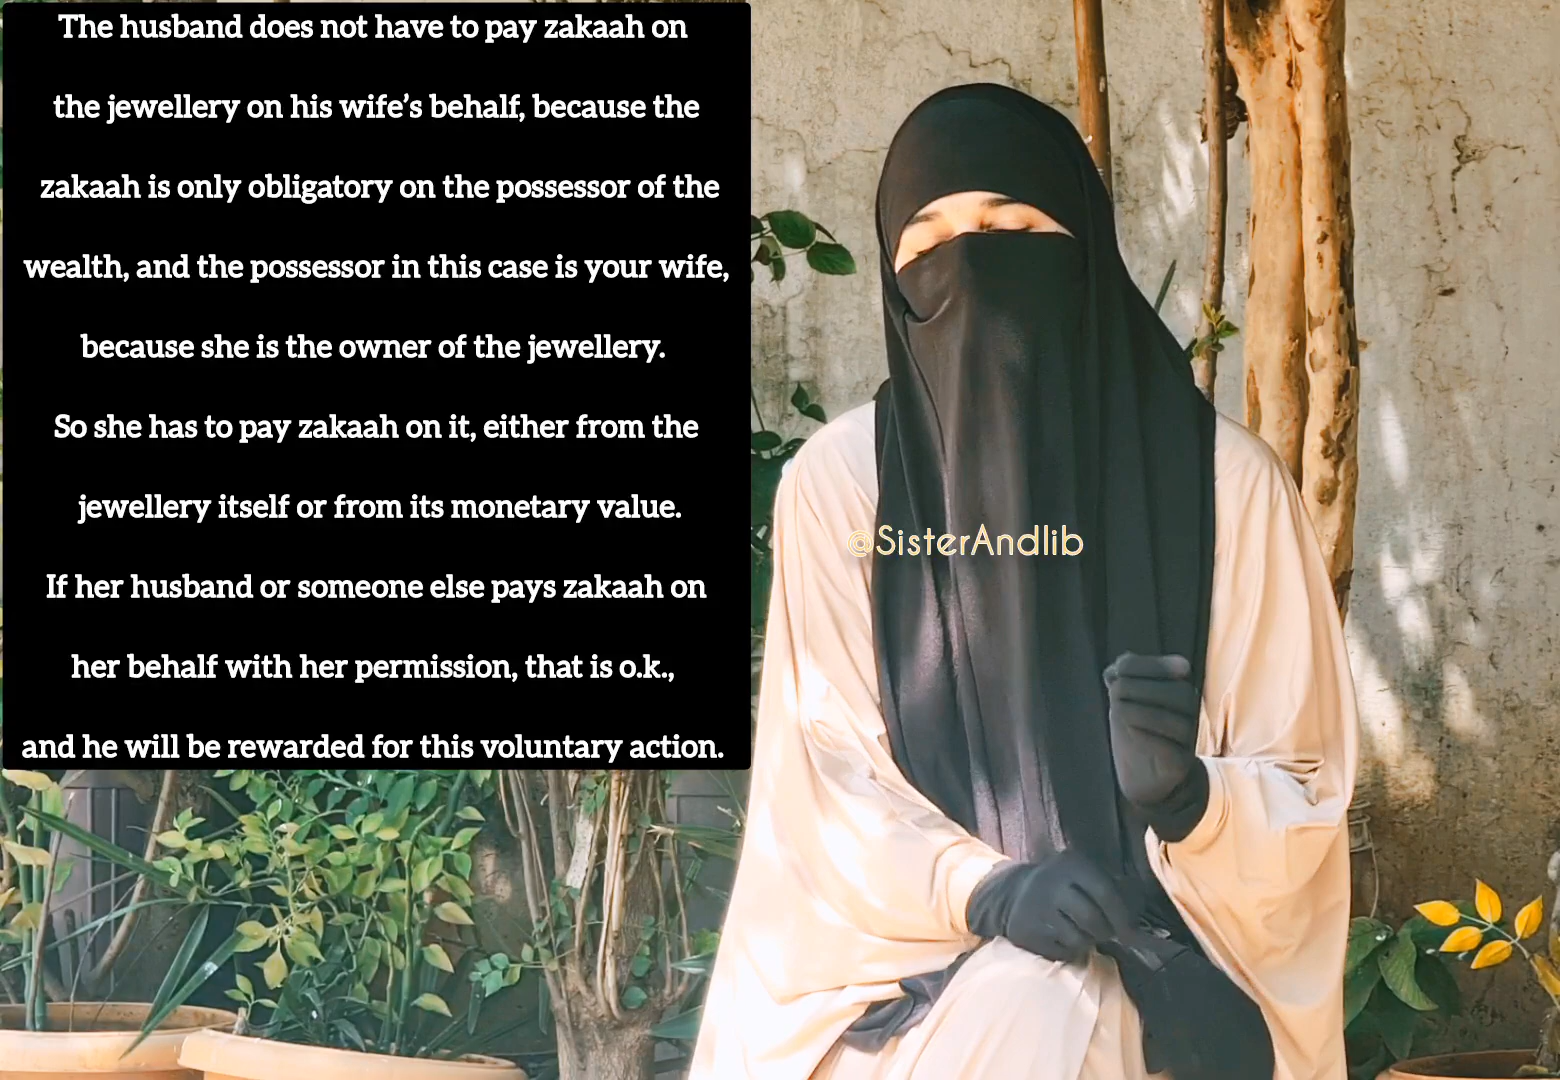 The husband does not have to pay zakaah on
the jewellery on his wife’s behalf, because the
zakaah is only obligatory on the possessor of the
wealth, and the possessor in this case is your wife,
because she is the owner of the jewellery.
So she has to pay zakaah on it, either from the
jewellery itself or from its monetary value.
If her husband or someone else pays zakaah on
her behalf with her permission, that is o.k.,
and he will be rewarded for this voluntary action.
@SisterAndlib